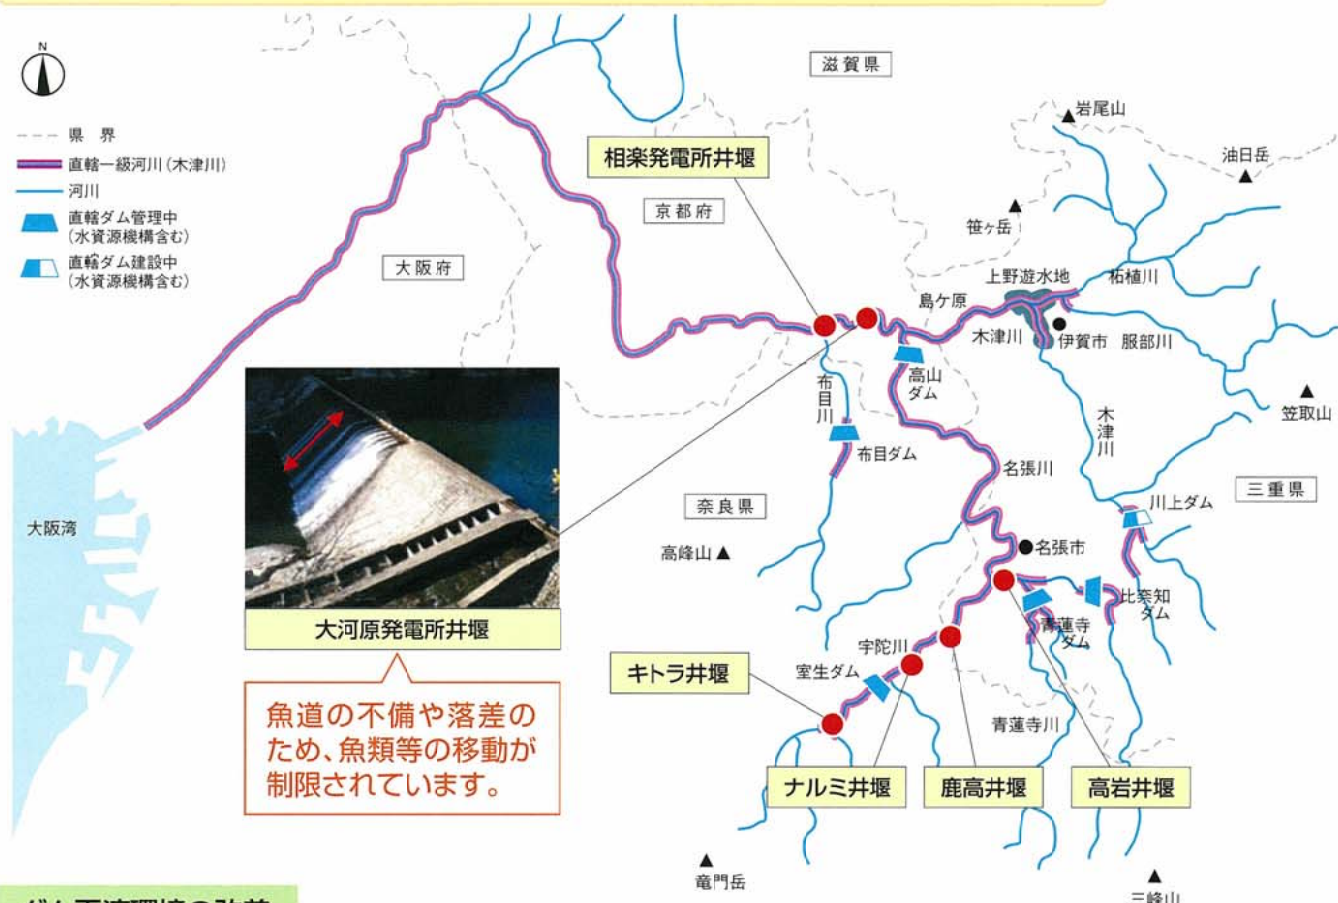 N
県 界
直轄一級河川(木津川)
河川
直轄ダム管理中
(水資源機構含む)
直轄ダム建設中
(水資源機構含む)
滋賀県
岩尾山
油日岳
相楽発電所井堰
京都府
笹ヶ岳
大阪府
上野遊水地
柘植川
島ケ原
木津川
伊賀市
服部川
高山
ダム
布目川
笠取山
木津川
布目ダム
名張川
奈良県
三重県
川上ダム
大阪湾
高峰山
名張市
比奈知
ダム
青蓮寺
ダム
大河原発電所井堰
宇陀川
室生ダム
キトラ井堰
魚道の不備や落差の
ため、魚類等の移動が
制限されています。
青蓮寺川
ナルミ井堰
鹿高井堰
高岩井堰
竜門岳
三峰山
ダム下流環境の改善